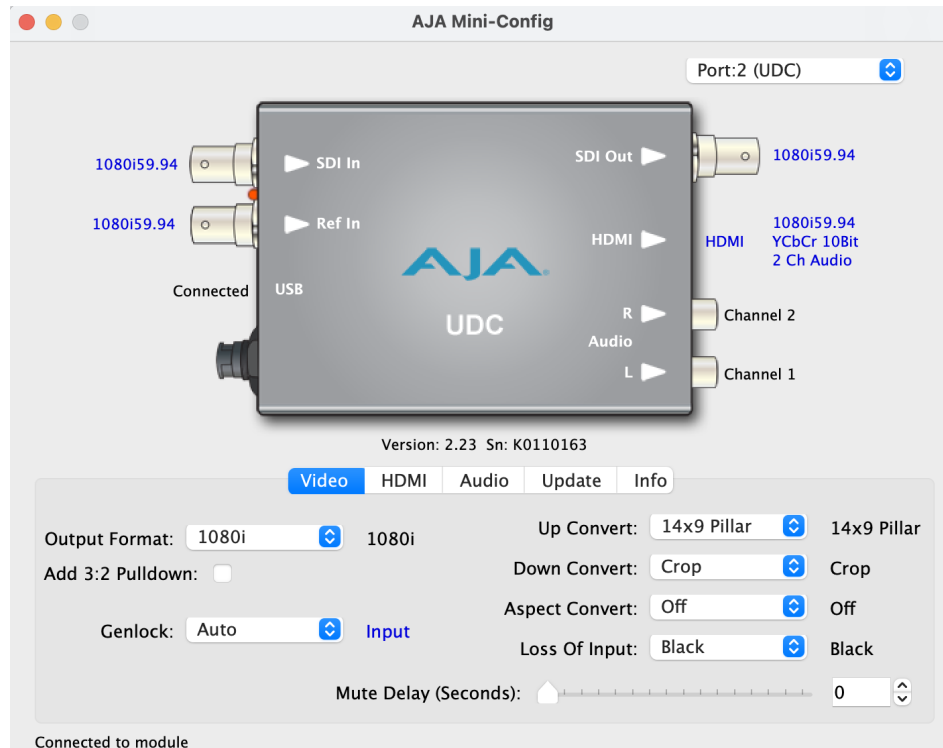 AJA Mini-Config
Port:2 (UDC)
1080i59.94
SDI In
SDI Out
1080i59.94
1080i59.94
Ref In
HDMI
HDMI
1080i59.94
YCbCr 10Bit
2 Ch Audio
Connected
USB
AJA
UDC
R
Channel 2
Audio
L
Channel 1
Version: 2.23 Sn: K0110163
Video HDMI Audio Update Info
Output Format: 1080i 1080i
Add 3:2 Pulldown:
Genlock: Auto Input
Up Convert: 14x9 Pillar 14x9 Pillar
Down Convert: Crop Crop
Aspect Convert: Off Off
Loss Of Input: Black Black
Mute Delay (Seconds): 0
Connected to module